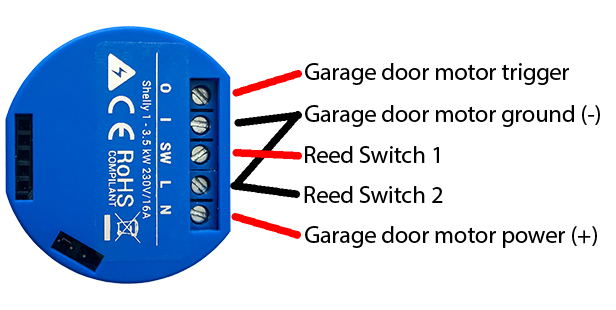 Garage door motor trigger
Garage door motor ground (-)
Reed Switch 1
Reed Switch 2
Garage door motor power (+)
O
I
SW
L
N
Shelly 1 - 3.5 kW 230V/16A
CE RoHS
COMPILANT